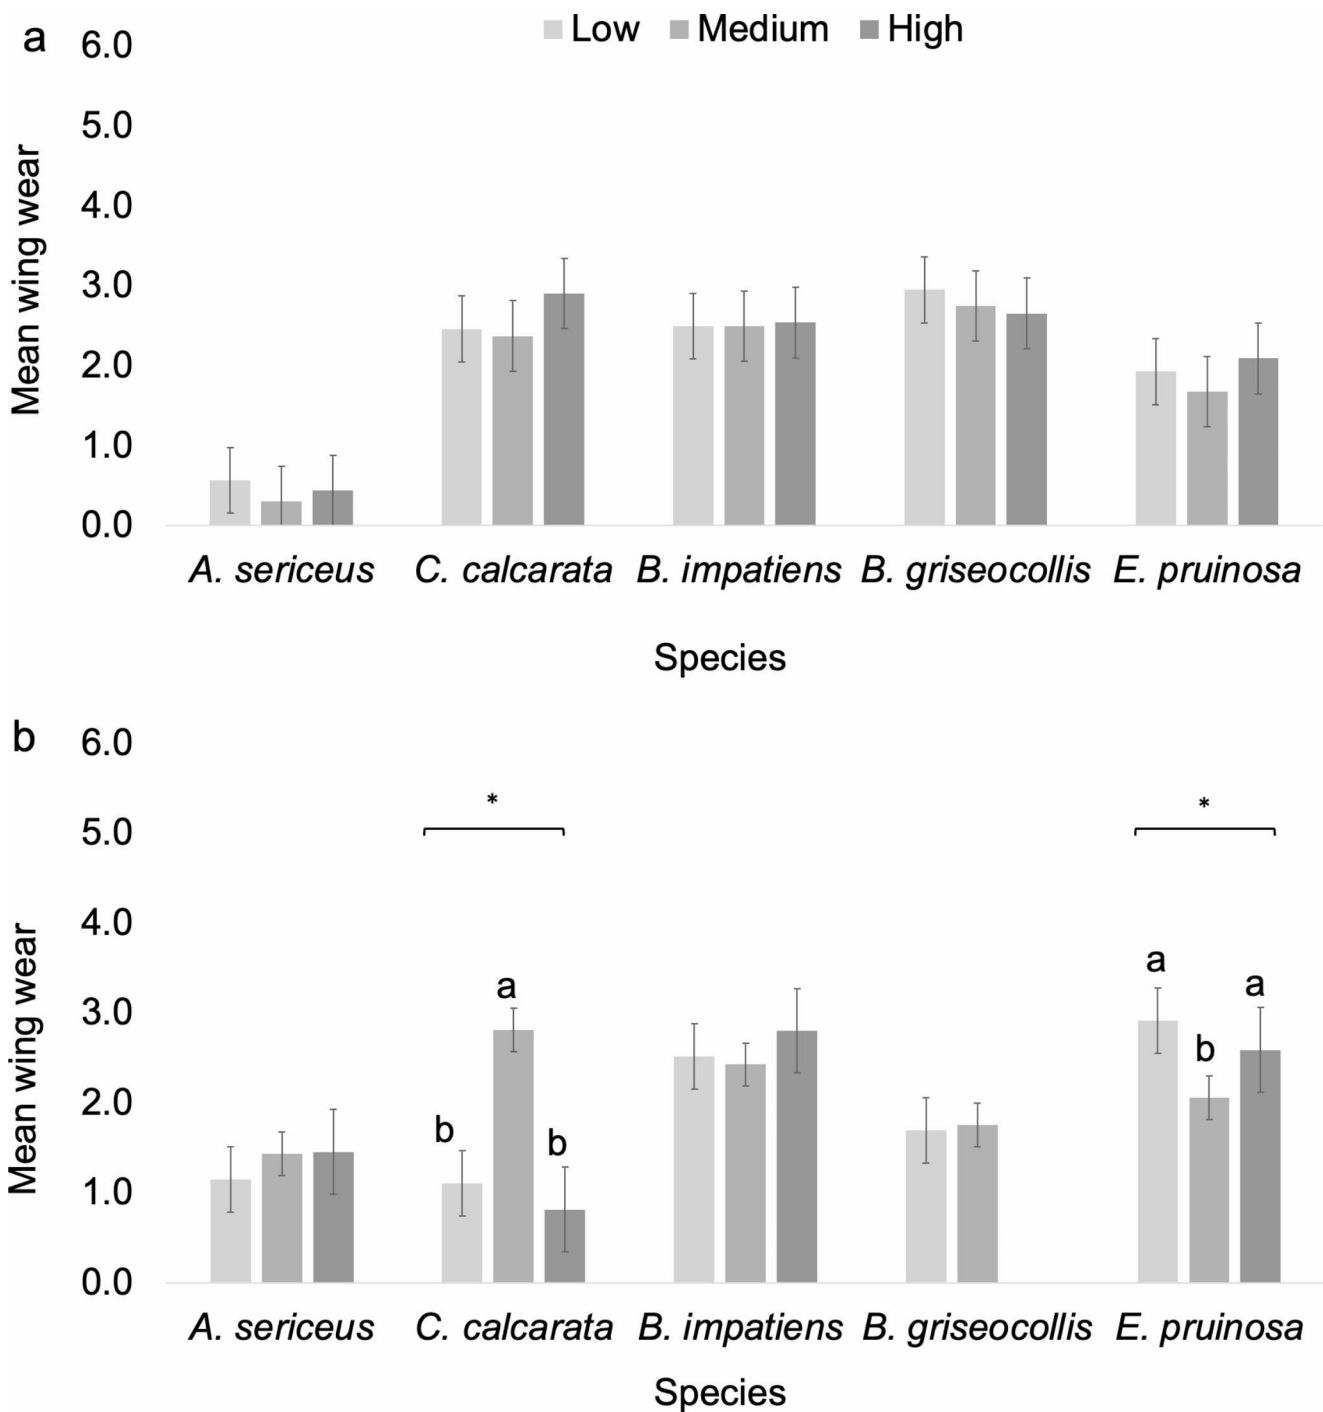 a
Low Medium High
6.0
5.0
4.0
3.0
2.0
1.0
0.0
Mean wing wear
A. sericeus C. calcarata B. impatiens B. griseocollis E. pruinosa
Species
b
6.0
5.0
4.0
3.0
2.0
1.0
0.0
Mean wing wear
* *
b a b a b a
A. sericeus C. calcarata B. impatiens B. griseocollis E. pruinosa
Species